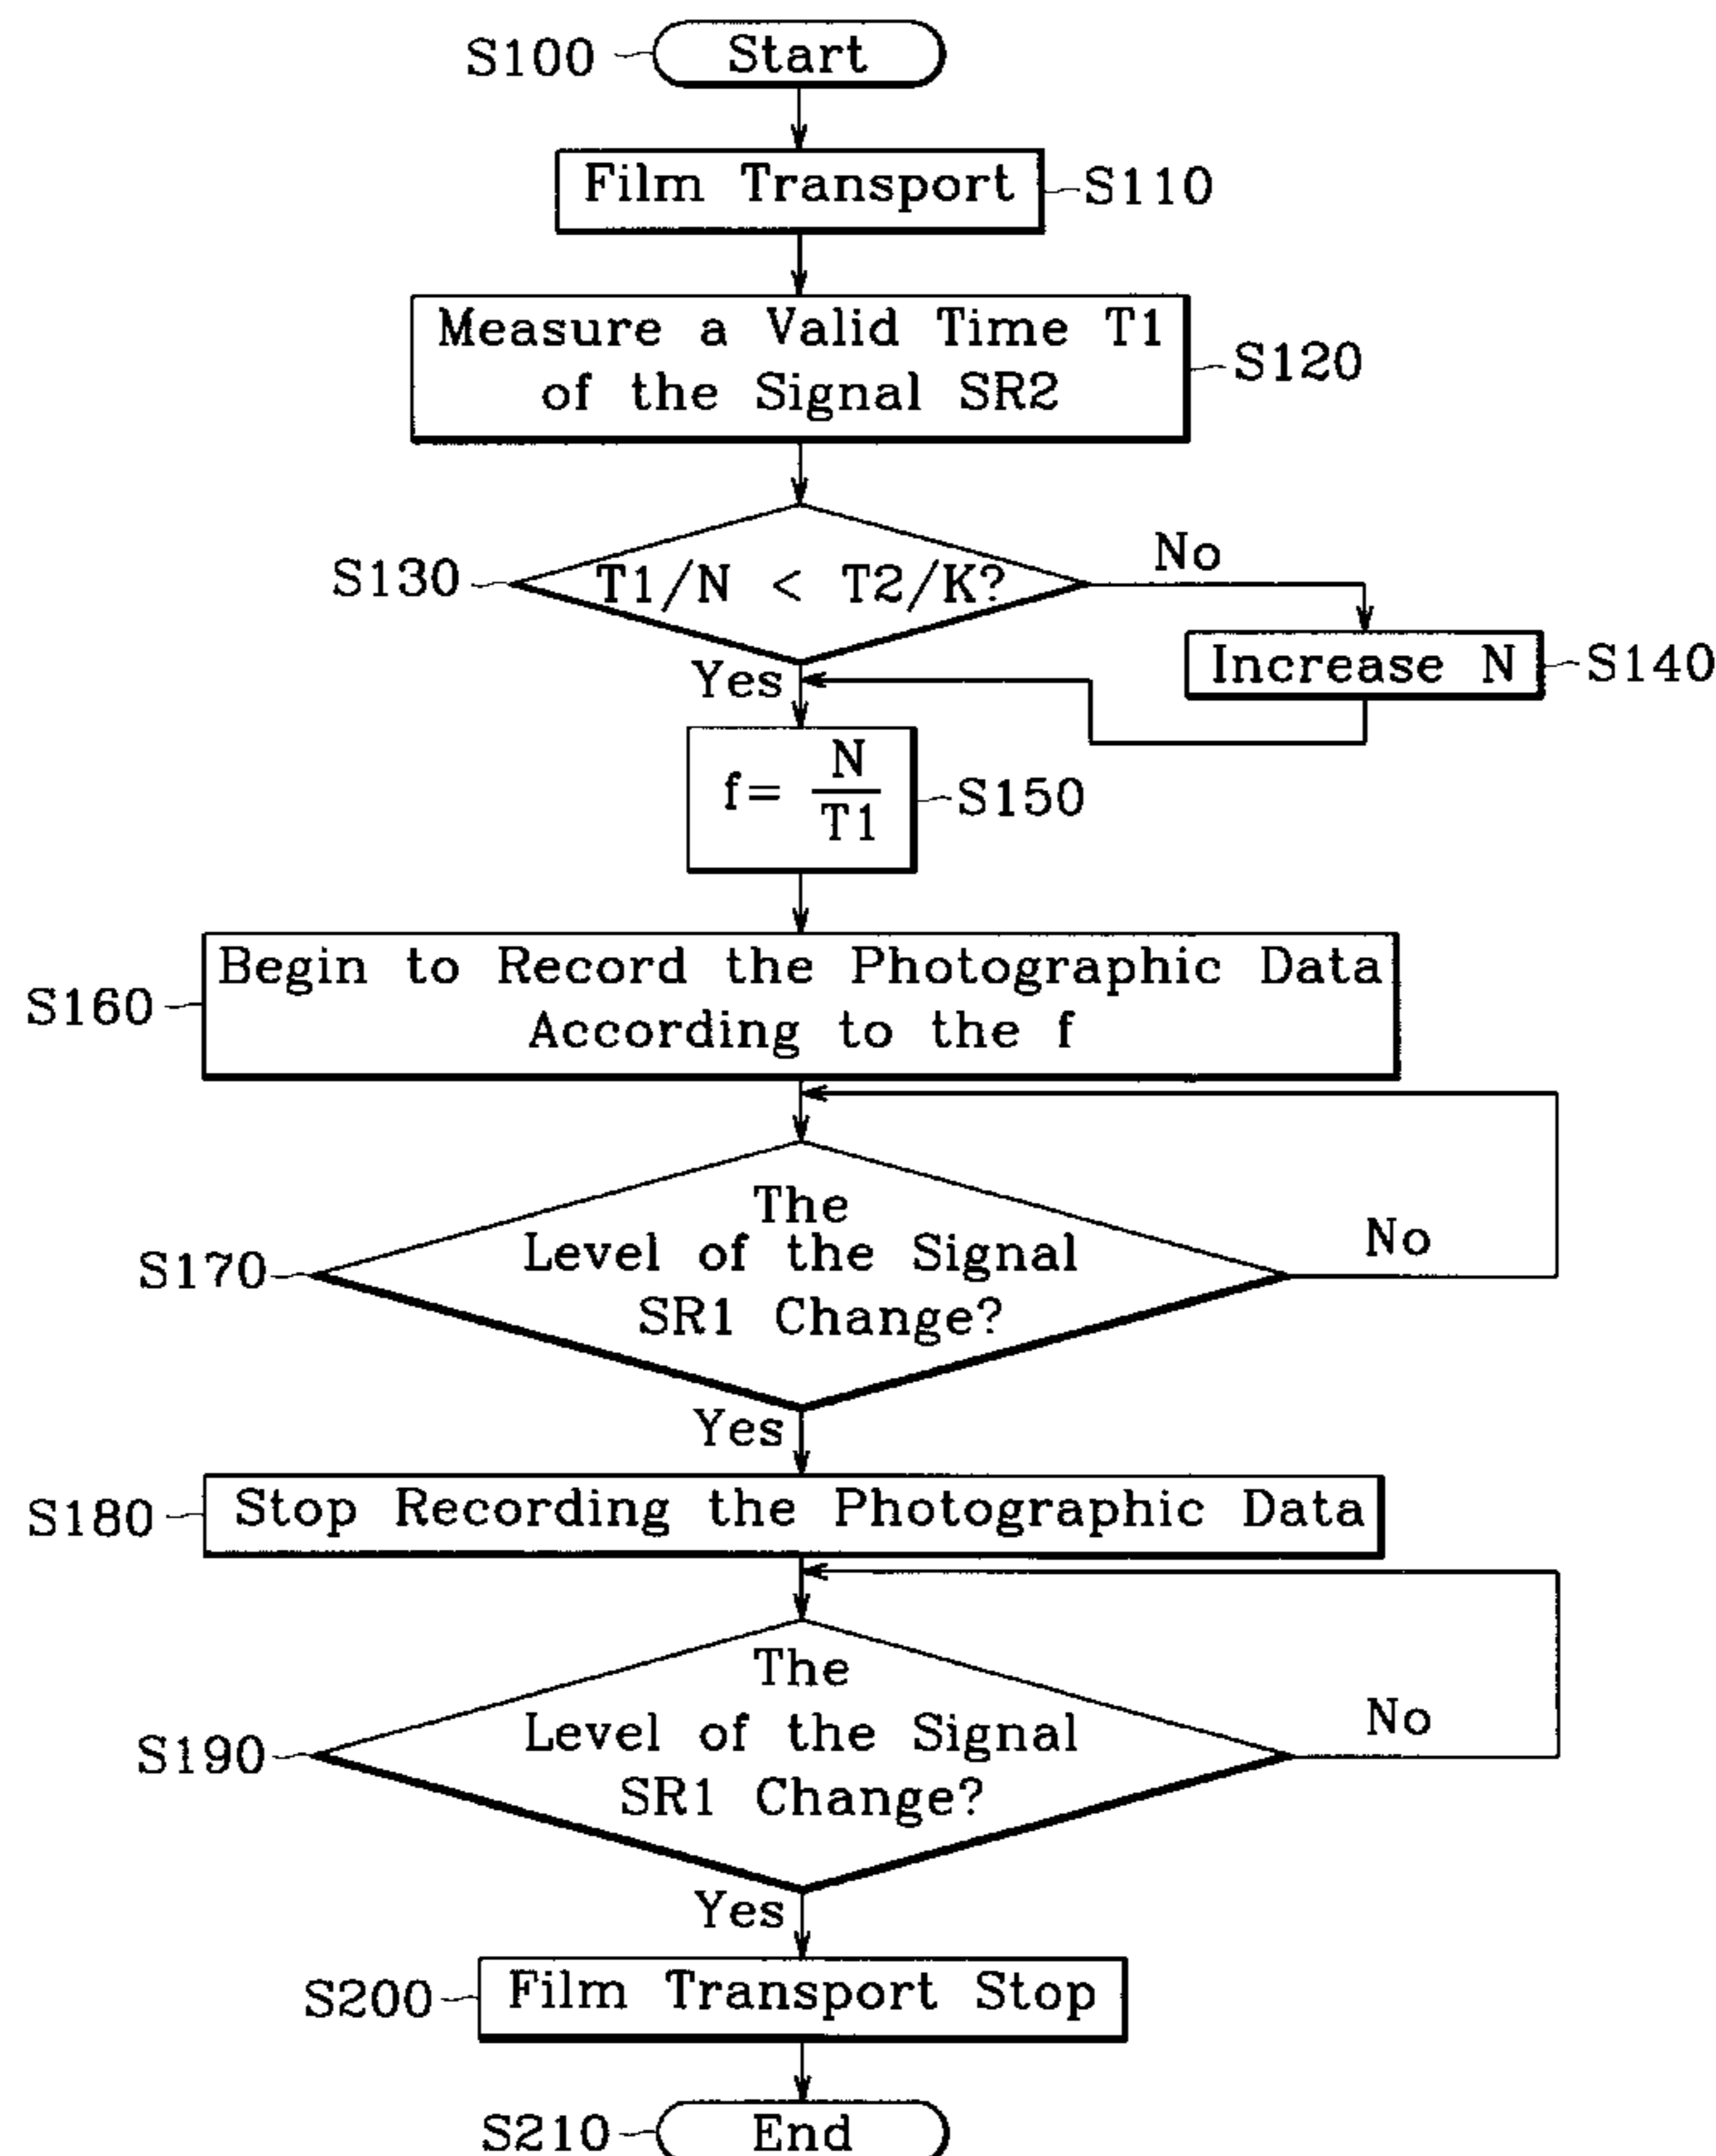 S100
Start
Film Transport
S110
Measure a Valid Time T1
of the Signal SR2
S120
S130
T1/N < T2/K?
No
Yes
Increase N
S140
f= N
T1
S150
S160
Begin to Record the Photographic Data
According to the f
S170
The
Level of the Signal
SR1 Change?
No
Yes
S180
Stop Recording the Photographic Data
S190
The
Level of the Signal
SR1 Change?
No
Yes
S200
Film Transport Stop
S210
End